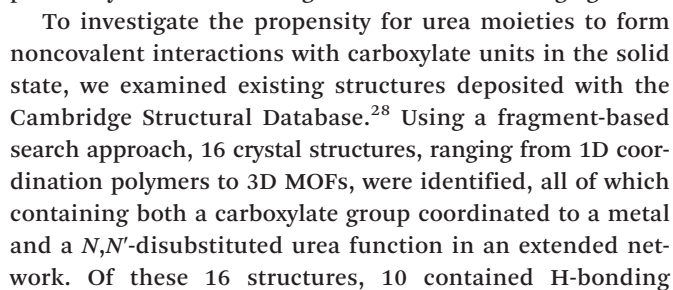 To investigate the propensity for urea moieties to form
noncovalent interactions with carboxylate units in the solid
state, we examined existing structures deposited with the
Cambridge Structural Database.28 Using a fragment-based
search approach, 16 crystal structures, ranging from 1D coor-
dination polymers to 3D MOFs, were identified, all of which
containing both a carboxylate group coordinated to a metal
and a N,N′-disubstituted urea function in an extended net-
work. Of these 16 structures, 10 contained H-bonding